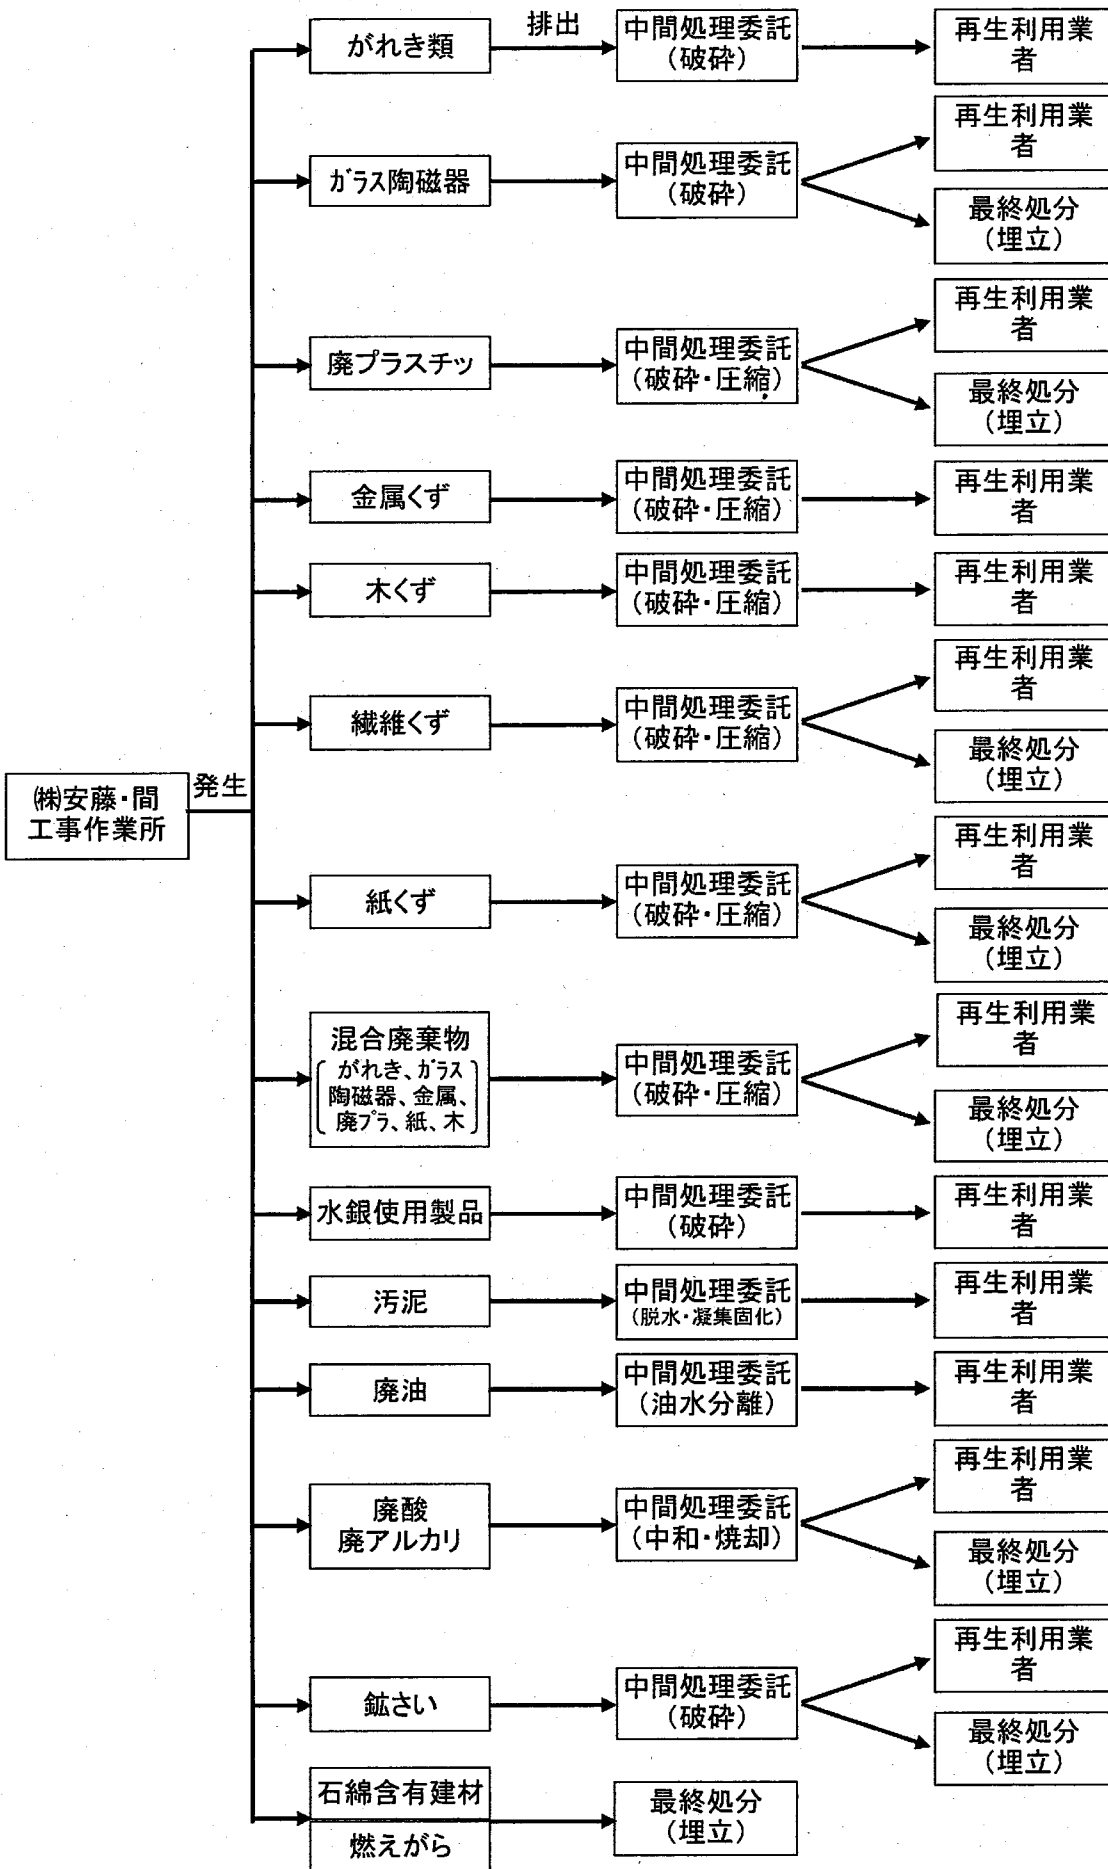 がれき類
排出
中間処理委託
(破砕)
再生利用業
者
ガラス陶磁器
中間処理委託
(破砕)
再生利用業
者
最終処分
(埋立)
廃プラスチッ
中間処理委託
(破砕・圧縮)
再生利用業
者
最終処分
(埋立)
金属くず
中間処理委託
(破砕・圧縮)
再生利用業
者
木くず
中間処理委託
(破砕・圧縮)
再生利用業
者
繊維くず
中間処理委託
(破砕・圧縮)
再生利用業
者
最終処分
(埋立)
㈱安藤・間
工事作業所
発生
紙くず
中間処理委託
(破砕・圧縮)
再生利用業
者
最終処分
(埋立)
混合廃棄物
がれき、ガラス
陶磁器、金属、
廃プラ、紙、木
中間処理委託
(破砕・圧縮)
再生利用業
者
最終処分
(埋立)
水銀使用製品
中間処理委託
(破砕)
再生利用業
者
汚泥
中間処理委託
(脱水・凝集固化)
再生利用業
者
廃油
中間処理委託
(油水分離)
再生利用業
者
廃酸
廃アルカリ
中間処理委託
(中和・焼却)
再生利用業
者
最終処分
(埋立)
鉱さい
中間処理委託
(破砕)
再生利用業
者
最終処分
(埋立)
石綿含有建材
燃えがら
最終処分
(埋立)